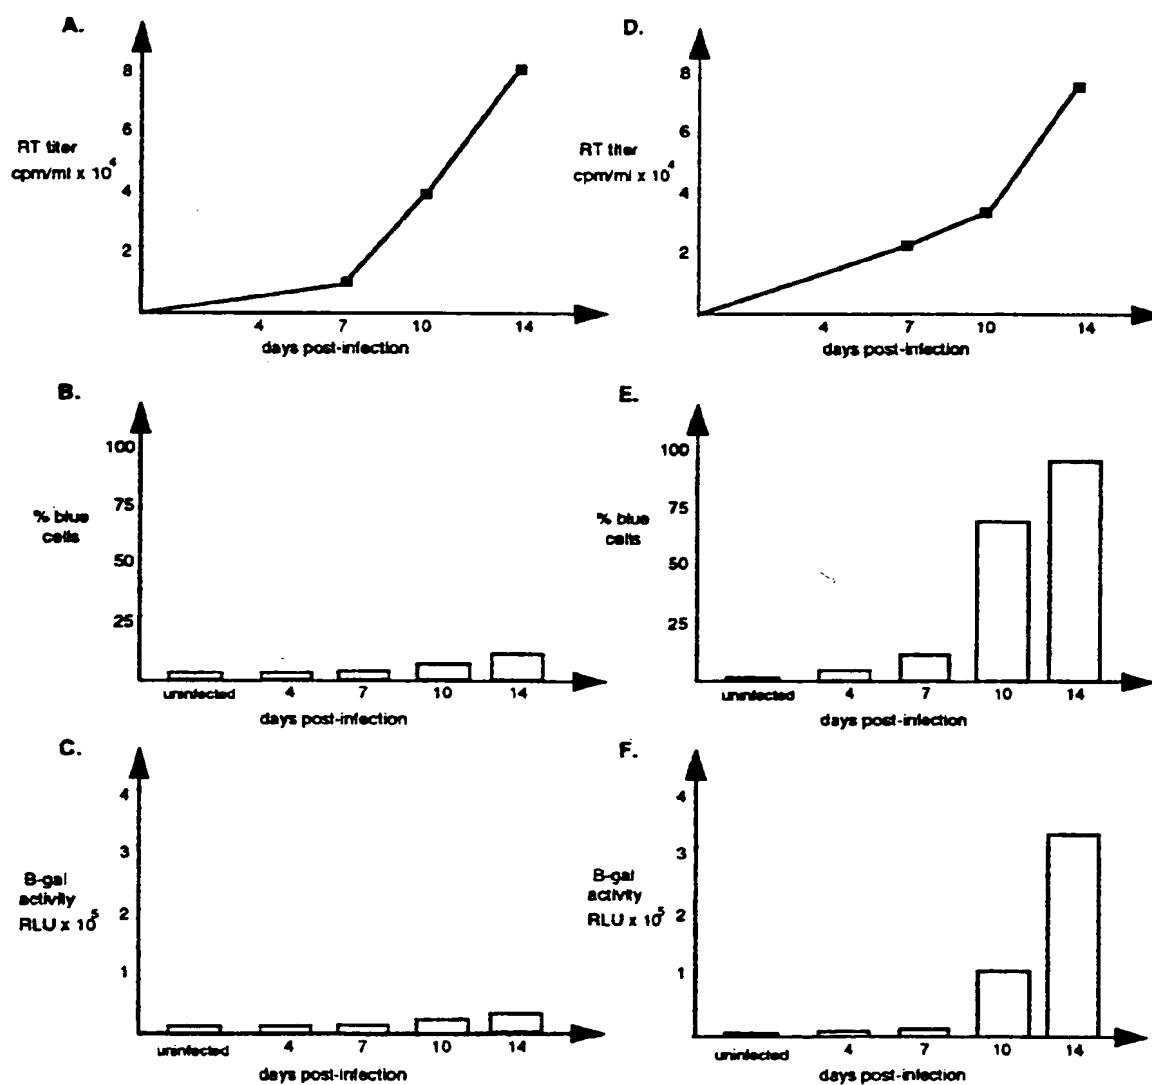 A.
8
6
RT titer
cpm/ml x 10^4
4
2
4 7 10 14
days post-infection
D.
8
6
RT titer
cpm/ml x 10^4
4
2
4 7 10 14
days post-infection
B.
100
75
% blue
cells
50
25
uninfected 4 7 10 14
days post-infection
E.
100
75
% blue
cells
50
25
uninfected 4 7 10 14
days post-infection
C.
4
3
B-gal
activity
RLU x 10^5
2
1
uninfected 4 7 10 14
days post-infection
F.
4
3
B-gal
activity
RLU x 10^5
2
1
uninfected 4 7 10 14
days post-infection